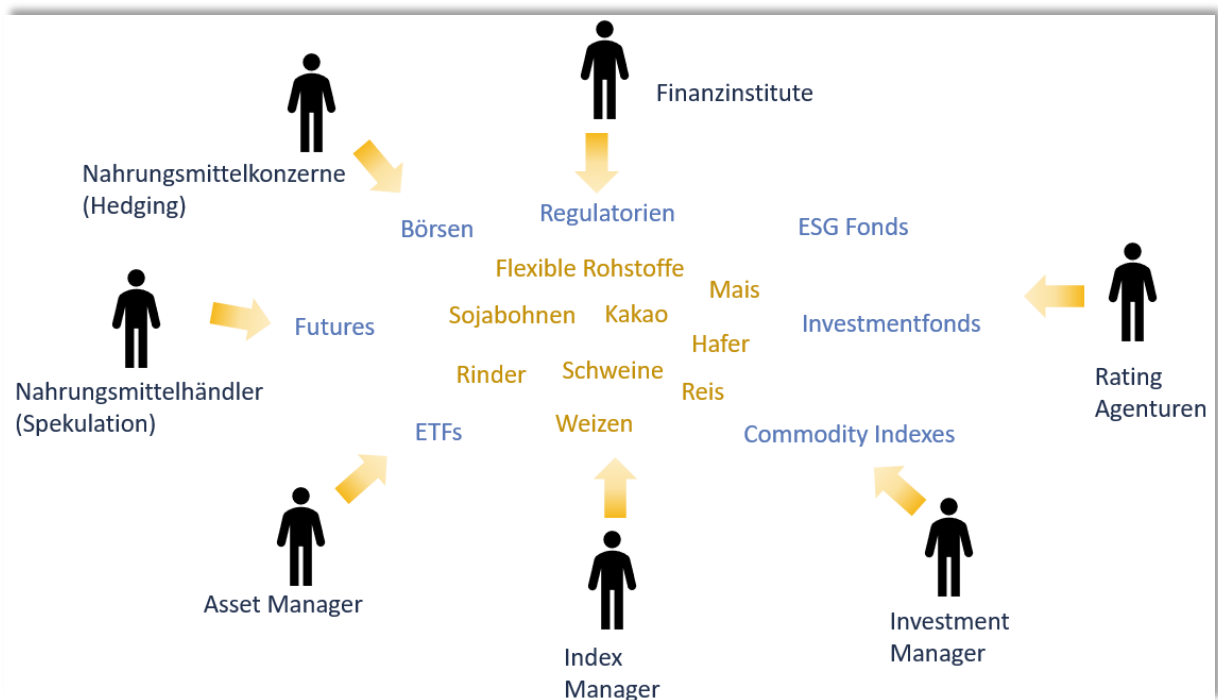 Finanzinstitute
Nahrungsmittelkonzerne
(Hedging)
Regulatorien
Börsen
ESG Fonds
Flexible Rohstoffe
Mais
Sojabohnen
Kakao
Futures
Investmentfonds
Hafer
Rinder
Schweine
Reis
Nahrungsmittelhändler
(Spekulation)
Rating
Agenturen
Weizen
ETFs
Commodity Indexes
Asset Manager
Index
Manager
Investment
Manager